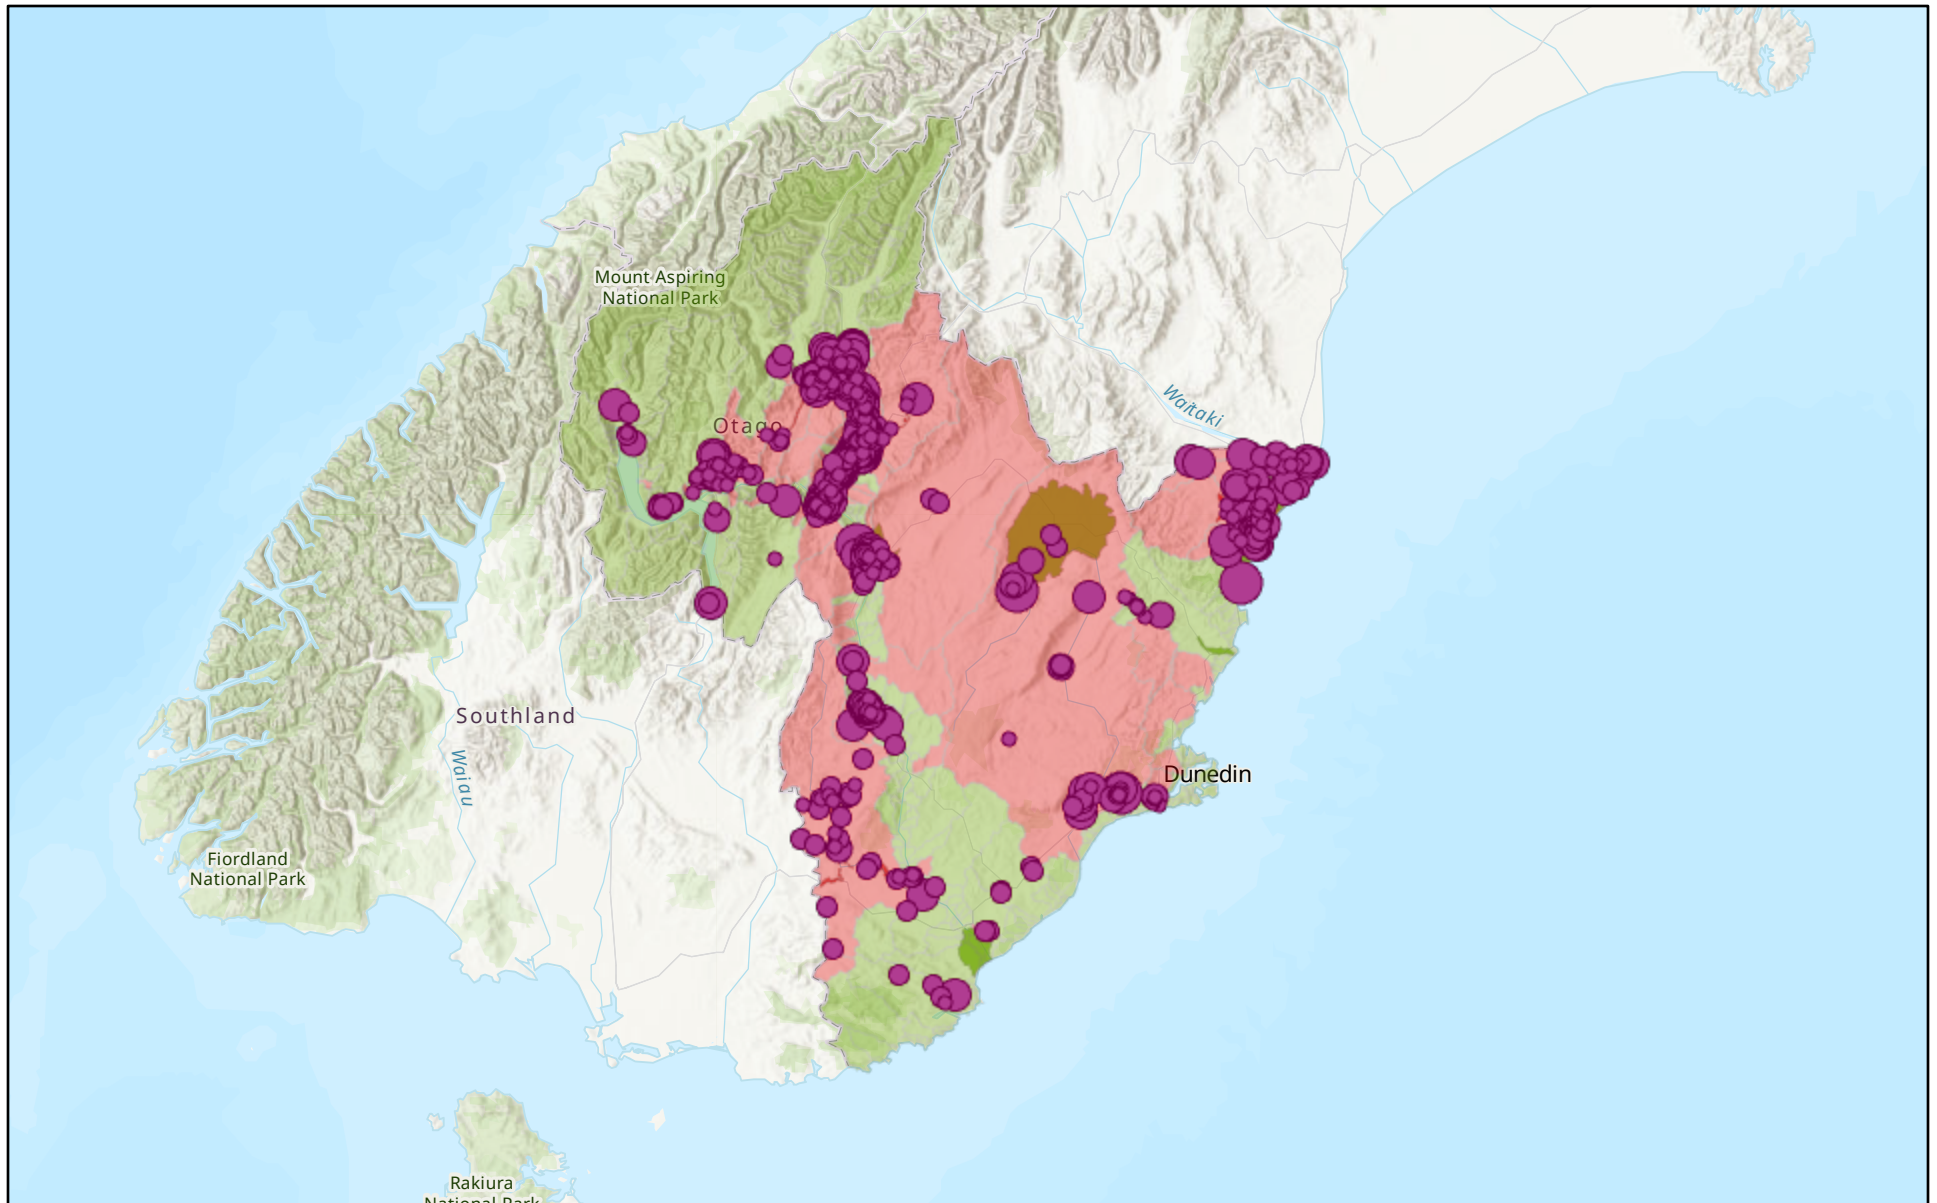 Mount Aspiring
National Park
Waitaki
Otago
Southland
Waiau
Dunedin
Fiordland
National Park
Rakiura
National Park